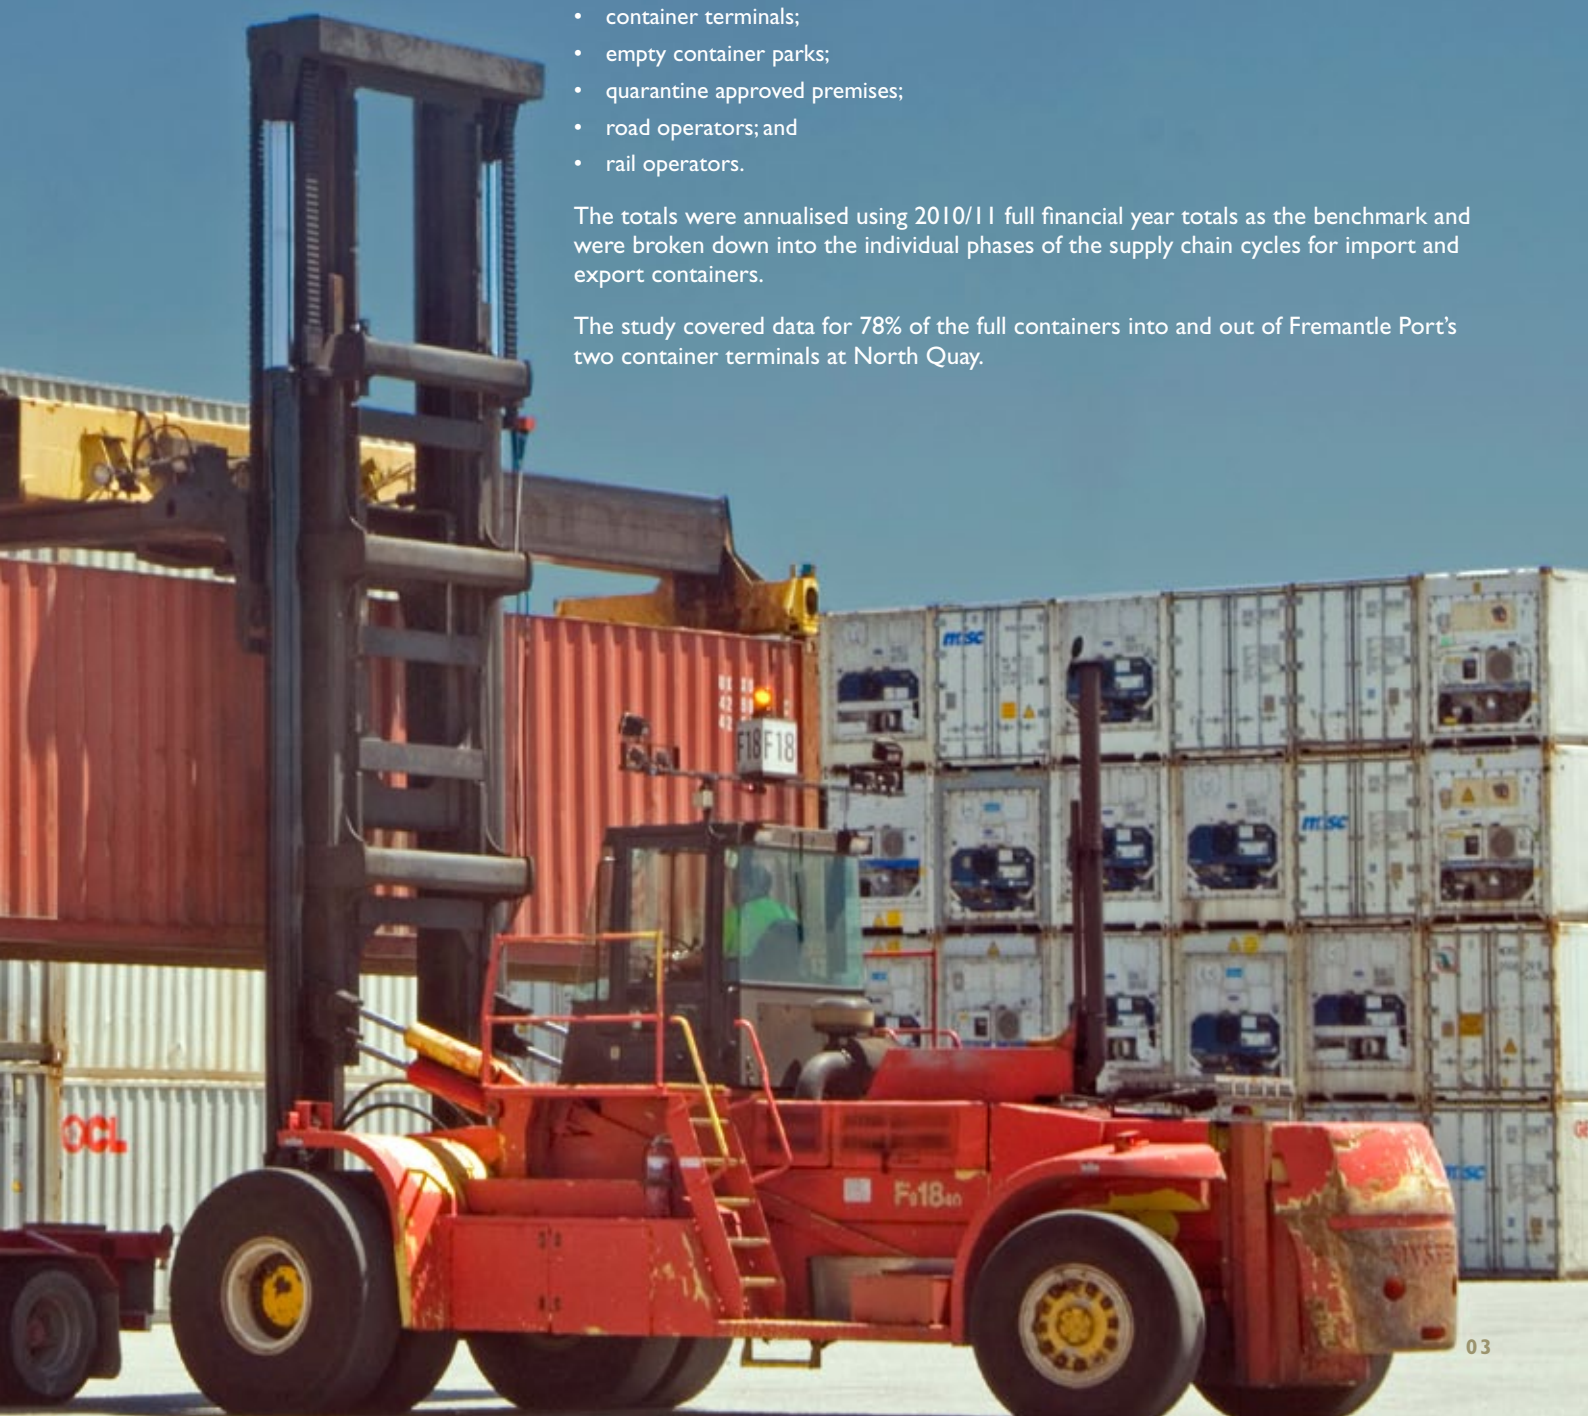 • container terminals;
• empty container parks;
• quarantine approved premises;
• road operators; and
• rail operators.
The totals were annualised using 2010/11 full financial year totals as the benchmark and
were broken down into the individual phases of the supply chain cycles for import and
export containers.
The study covered data for 78% of the full containers into and out of Fremantle Port’s
two container terminals at North Quay.
msc
F18 F18
msc
OCL
msc
03